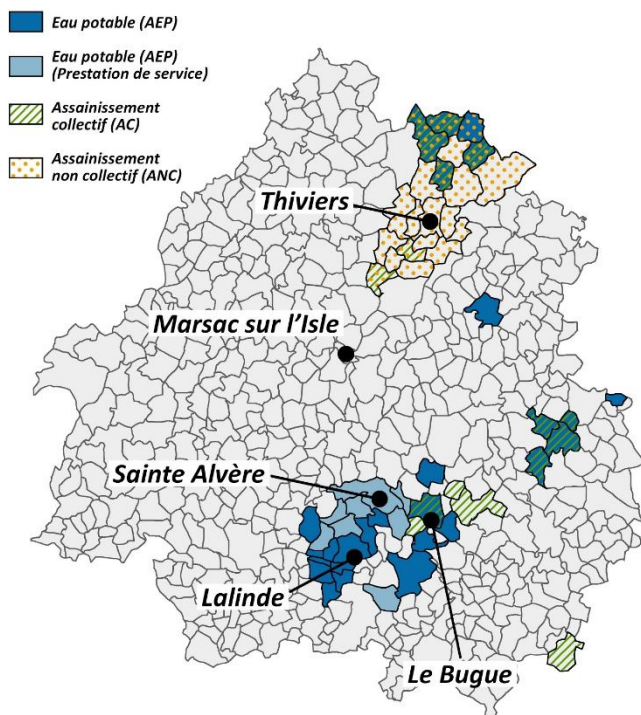 Eau potable (AEP)
Eau potable (AEP)
(Prestation de service)
Assainissement
collectif (AC)
Assainissement
non collectif (ANC)
Thiviers
Marsac sur l'Isle
Sainte Alvère
Lalinde
Le Bugue